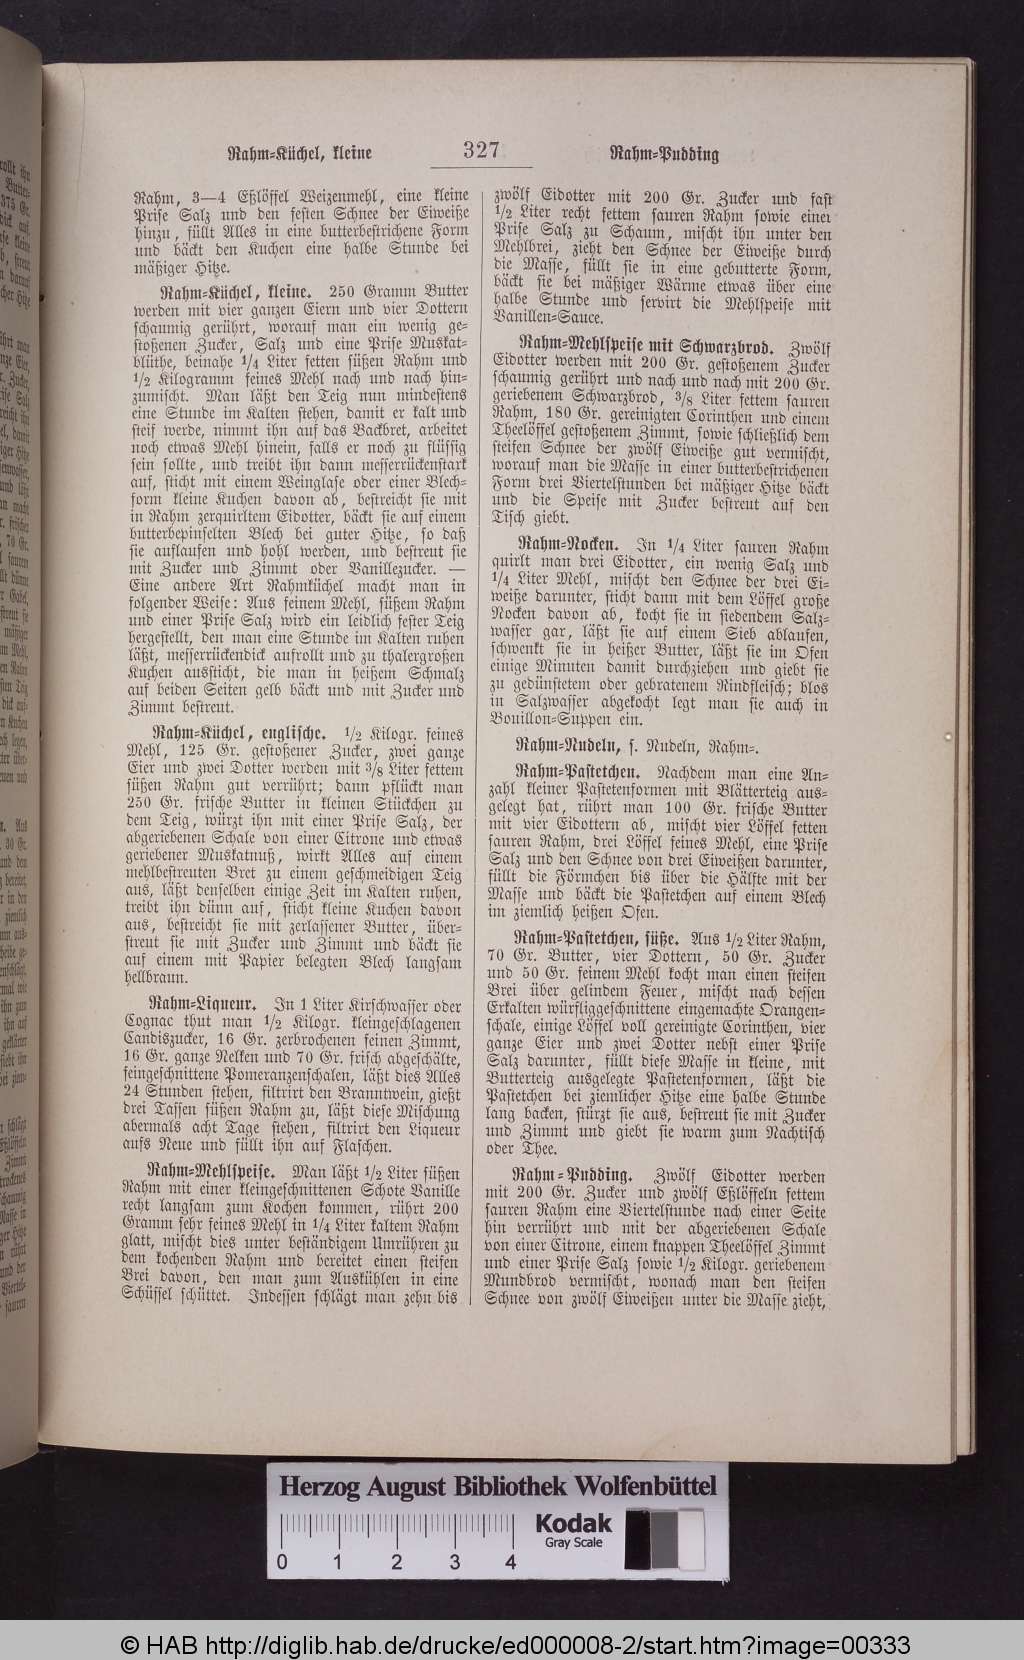 Rahm-Küchel, kleine 327 Rahm-Pudding
Rahm, 3—4 Eßlöffel Weizenmehl, eine kleine
Prise Salz und den festen Schnee der Eiweiße
hinzu, füllt Alles in eine butterbestrichene Form
und bäckt den Kuchen eine halbe Stunde bei
mäßiger Hitze.
Rahm-Küchel, kleine. 250 Gramm Butter
werden mit vier ganzen Eiern und vier Dottern
schaumig gerührt, worauf man ein wenig ge-
stoßenen Zucker, Salz und eine Prise Muskat-
blüthe, beinahe 1/4 Liter fetten süßen Rahm und
1/2 Kilogramm feines Mehl nach und nach hin-
zumischt. Man läßt den Teig nun mindestens
eine Stunde im Kalten stehen, damit er kalt und
steif werde, nimmt ihn auf das Backbret, arbeitet
noch etwas Mehl hinein, falls er noch zu flüssig
sein sollte, und treibt ihn dann messerrückenstark
auf, sticht mit einem Weinglase oder einer Blech-
form kleine Kuchen davon ab, bestreicht sie mit
in Rahm zerquirltem Eidotter, bäckt sie auf einem
butterbepinselten Blech bei guter Hitze, so daß
sie auflaufen und hohl werden, und bestreut sie
mit Zucker und Zimmt oder Vanillezucker. —
Eine andere Art Rahmküchel macht man in
folgender Weise: Aus feinem Mehl, süßem Rahm
und einer Prise Salz wird ein leidlich fester Teig
hergestellt, den man eine Stunde im Kalten ruhen
läßt, messerrückendick aufrollt und zu thalergroßen
Kuchen aussticht, die man in heißem Schmalz
auf beiden Seiten gelb bäckt und mit Zucker und
Zimmt bestreut.
Rahm-Küchel, englische. 1/2 Kilogr. feines
Mehl, 125 Gr. gestoßener Zucker, zwei ganze
Eier und zwei Dotter werden mit 3/8 Liter fettem
süßen Rahm gut verrührt; dann pflückt man
250 Gr. frische Butter in kleinen Stückchen zu
dem Teig, würzt ihn mit einer Prise Salz, der
abgeriebenen Schale von einer Citrone und etwas
geriebener Muskatnuß, wirkt Alles auf einem
mehlbestreuten Bret zu einem geschmeidigen Teig
aus, läßt denselben einige Zeit im Kalten ruhen,
treibt ihn dünn auf, sticht kleine Kuchen davon
aus, bestreicht sie mit zerlassener Butter, über-
streut sie mit Zucker und Zimmt und bäckt sie
auf einem mit Papier belegten Blech langsam
hellbraun.
Rahm-Liqueur. In 1 Liter Kirschwasser oder
Cognac thut man 1/2 Kilogr. kleingeschlagenen
Candiszucker, 16 Gr. zerbrochenen feinen Zimmt,
16 Gr. ganze Nelken und 70 Gr. frisch abgeschälte,
feingeschnittene Pomeranzenschalen, läßt dies Alles
24 Stunden stehen, filtrirt den Branntwein, gießt
drei Tassen süßen Rahm zu, läßt diese Mischung
abermals acht Tage stehen, filtrirt den Liqueur
aufs Neue und füllt ihn auf Flaschen.
Rahm-Mehlspeise. Man läßt 1/2 Liter süßen
Rahm mit einer kleingeschnittenen Schote Vanille
recht langsam zum Kochen kommen, rührt 200
Gramm sehr feines Mehl in 1/4 Liter kaltem Rahm
glatt, mischt dies unter beständigem Umrühren zu
dem kochenden Rahm und bereitet einen steifen
Brei davon, den man zum Auskühlen in eine
Schüssel schüttet. Indessen schlägt man zehn bis
zwölf Eidotter mit 200 Gr. Zucker und fast
1/2 Liter recht fettem sauren Rahm sowie einer
Prise Salz zu Schaum, mischt ihn unter den
Mehlbrei, zieht den Schnee der Eiweiße durch
die Masse, füllt sie in eine gebutterte Form,
bäckt sie bei mäßiger Wärme etwas über eine
halbe Stunde und servirt die Mehlspeise mit
Vanillen-Sauce.
Rahm-Mehlspeise mit Schwarzbrod. Zwölf
Eidotter werden mit 200 Gr. gestoßenem Zucker
schaumig gerührt und nach und nach mit 200 Gr.
geriebenem Schwarzbrod, 3/8 Liter fettem sauren
Rahm, 180 Gr. gereinigten Corinthen und einem
Theelöffel gestoßenem Zimmt, sowie schließlich dem
steifen Schnee der zwölf Eiweiße gut vermischt,
worauf man die Masse in einer butterbestrichenen
Form drei Viertelstunden bei mäßiger Hitze bäckt
und die Speise mit Zucker bestreut auf den
Tisch giebt.
Rahm-Nocken. In 1/4 Liter sauren Rahm
quirlt man drei Eidotter, ein wenig Salz und
1/4 Liter Mehl, mischt den Schnee der drei Ei-
weiße darunter, sticht dann mit dem Löffel große
Nocken davon ab, kocht sie in siedendem Salz-
wasser gar, läßt sie auf einem Sieb ablaufen,
schwenkt sie in heißer Butter, läßt sie im Ofen
einige Minuten damit durchziehen und giebt sie
zu gedünstetem oder gebratenem Rindfleisch; blos
in Salzwasser abgekocht legt man sie auch in
Bouillon-Suppen ein.
Rahm-Nudeln, s. Nudeln, Rahm-.
Rahm-Pastetchen. Nachdem man eine An-
zahl kleiner Pastetenformen mit Blätterteig aus-
gelegt hat, rührt man 100 Gr. frische Butter
mit vier Eidottern ab, mischt vier Löffel fetten
sauren Rahm, drei Löffel feines Mehl, eine Prise
Salz und den Schnee von drei Eiweißen darunter,
füllt die Förmchen bis über die Hälfte mit der
Masse und bäckt die Pastetchen auf einem Blech
im ziemlich heißen Ofen.
Rahm-Pastetchen, süße. Aus 1/2 Liter Rahm,
70 Gr. Butter, vier Dottern, 50 Gr. Zucker
und 50 Gr. feinem Mehl kocht man einen steifen
Brei über gelindem Feuer, mischt nach dessen
Erkalten würfliggeschnittene eingemachte Orangen-
schale, einige Löffel voll gereinigte Corinthen, vier
ganze Eier und zwei Dotter nebst einer Prise
Salz darunter, füllt diese Masse in kleine, mit
Butterteig ausgelegte Pastetenformen, läßt die
Pastetchen bei ziemlicher Hitze eine halbe Stunde
lang backen, stürzt sie aus, bestreut sie mit Zucker
und Zimmt und giebt sie warm zum Nachtisch
oder Thee.
Rahm-Pudding. Zwölf Eidotter werden
mit 200 Gr. Zucker und zwölf Eßlöffeln fettem
sauren Rahm eine Viertelstunde nach einer Seite
hin verrührt und mit der abgeriebenen Schale
von einer Citrone, einem knappen Theelöffel Zimmt
und einer Prise Salz sowie 1/2 Kilogr. geriebenem
Mundbrod vermischt, wonach man den steifen
Schnee von zwölf Eiweißen unter die Masse zieht,
Herzog August Bibliothek Wolfenbüttel
Kodak
Gray Scale
0 1 2 3 4
© HAB http://diglib.hab.de/drucke/ed000008-2/start.htm?image=00333